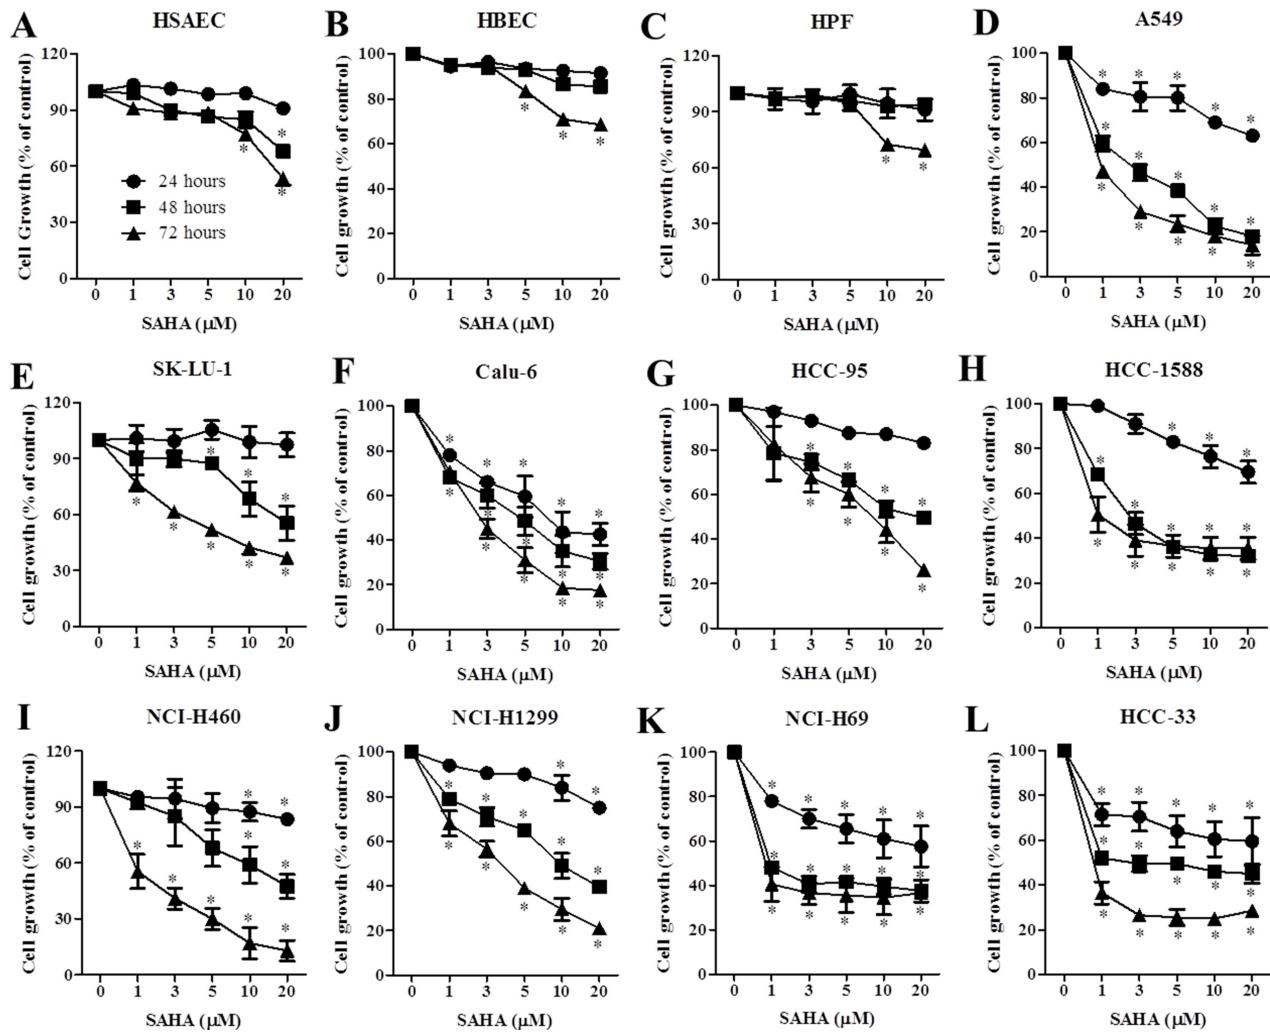 A HSAEC
Cell Growth (% of control)
120
90
60
30
0
24 hours
48 hours
72 hours
*
*
*
0 1 3 5 10 20
SAHA (µM)
B HBEC
Cell growth (% of control)
100
80
60
40
20
0
* * *
0 1 3 5 10 20
SAHA (µM)
C HPF
Cell growth (% of control)
120
90
60
30
0
* *
0 1 3 5 10 20
SAHA (µM)
D A549
Cell growth (% of control)
100
80
60
40
20
0
* * * * *
* * * * *
* * * * *
0 1 3 5 10 20
SAHA (µM)
E SK-LU-1
Cell growth (% of control)
120
90
60
30
0
* * *
* * * * *
0 1 3 5 10 20
SAHA (µM)
F Calu-6
Cell growth (% of control)
100
80
60
40
20
0
* * * * *
* * * * *
* * * *
0 1 3 5 10 20
SAHA (µM)
G HCC-95
Cell growth (% of control)
100
80
60
40
20
0
* * * *
* * * *
0 1 3 5 10 20
SAHA (µM)
H HCC-1588
Cell growth (% of control)
100
80
60
40
20
0
* * *
* * * * *
* * * * *
0 1 3 5 10 20
SAHA (µM)
I NCI-H460
Cell growth (% of control)
120
90
60
30
0
* *
* *
* * * * *
0 1 3 5 10 20
SAHA (µM)
J NCI-H1299
Cell growth (% of control)
100
80
60
40
20
0
* *
* * * * *
* * * * *
0 1 3 5 10 20
SAHA (µM)
K NCI-H69
Cell growth (% of control)
100
80
60
40
20
0
* * * * *
* * * * *
* * * * *
0 1 3 5 10 20
SAHA (µM)
L HCC-33
Cell growth (% of control)
100
80
60
40
20
0
* * * * *
* * * * *
* * * * *
0 1 3 5 10 20
SAHA (µM)